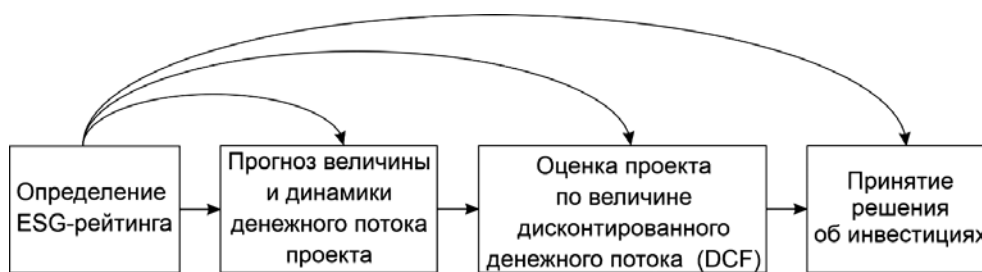 Определение
ESG-рейтинга
Прогноз величины
и динамики
денежного потока
проекта
Оценка проекта
по величине
дисконтированного
денежного потока (DCF)
Принятие
решения
об инвестициях